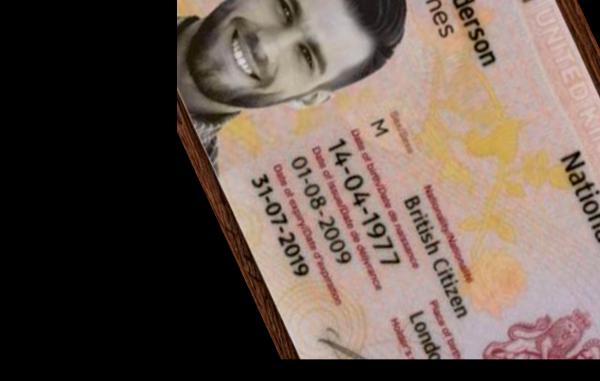 derson
nes
UNITED KI
Nationa
Nationality/Nationalité
British Citizen
Sex/Sexe
M
Place of birth
Londo
Date of birth/Date de naissance
14-04-1977
Date of issue/Date de délivrance
01-08-2009
Holder's
Date of expiry/Date d'expiration
31-07-2019